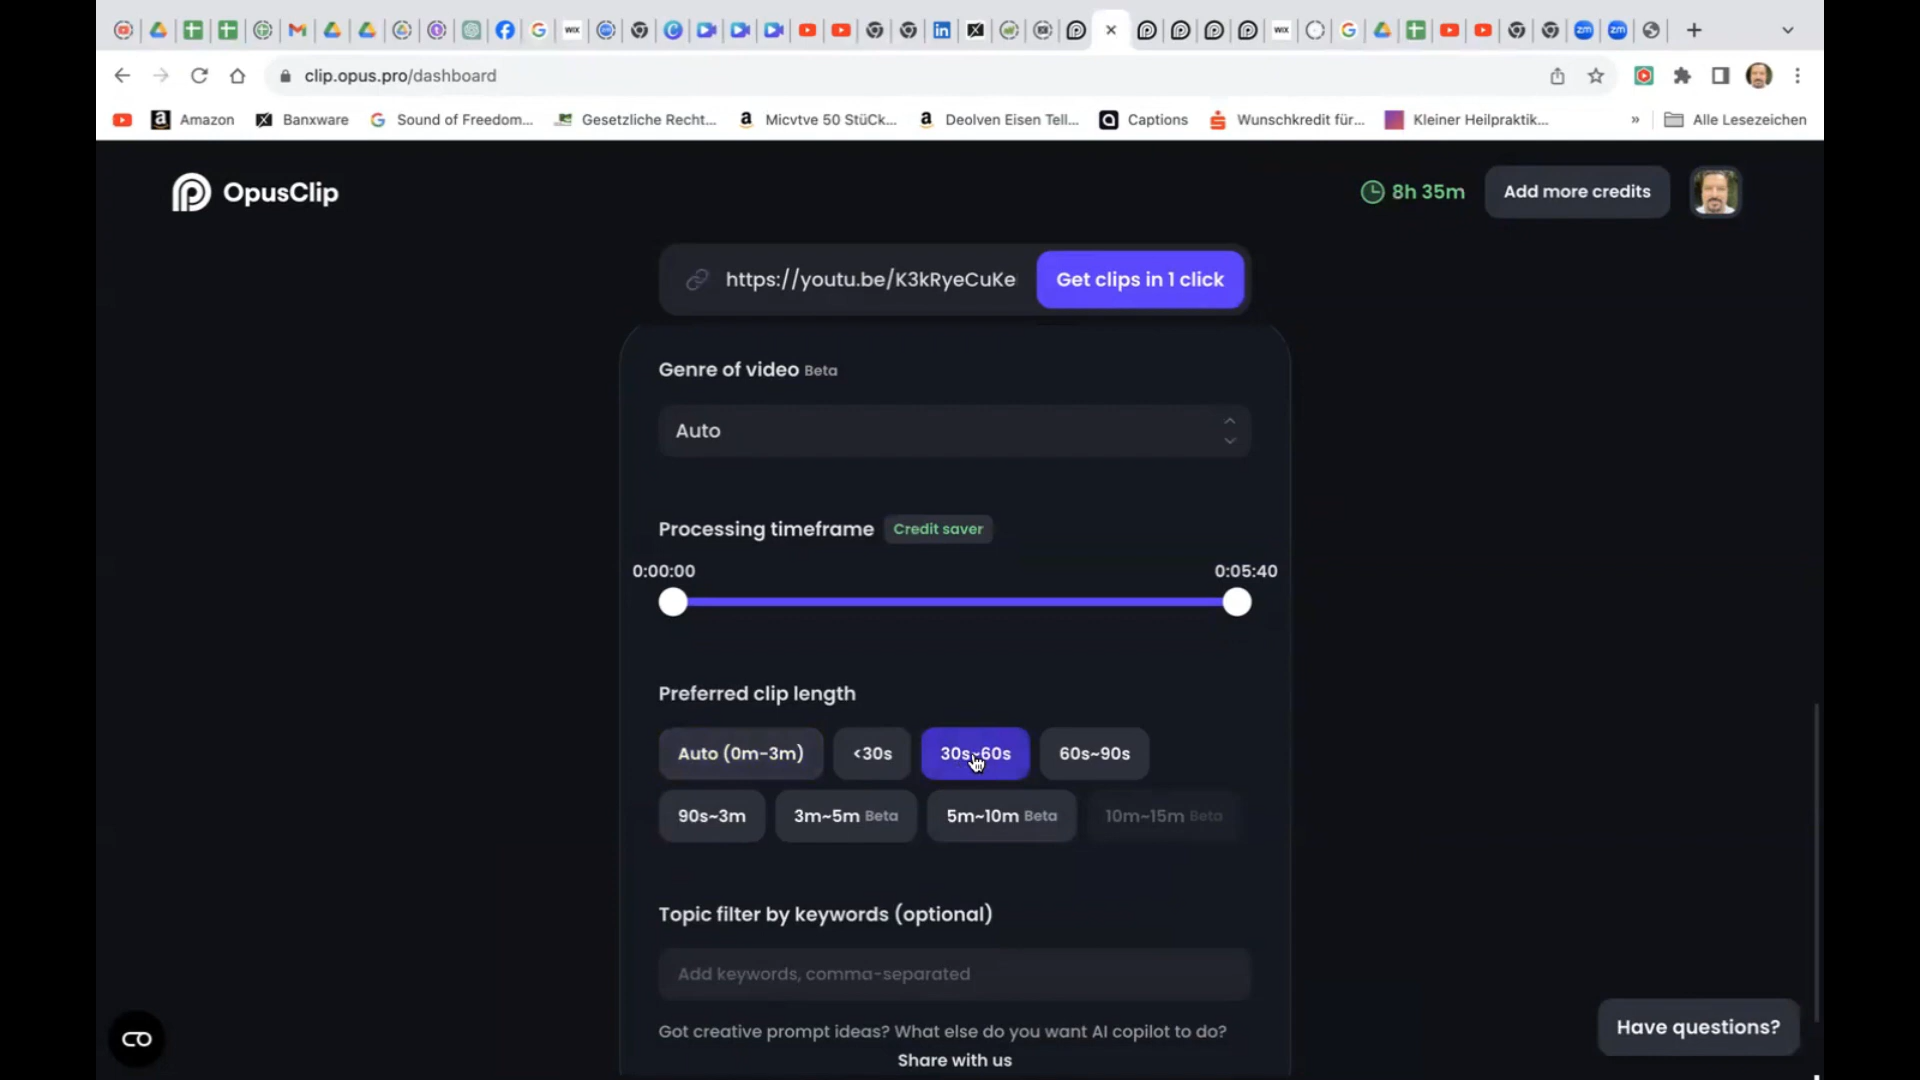 clip.opus.pro/dashboard
Amazon
Banxware
Sound of Freedom...
Gesetzliche Recht...
Micvtve 50 StüCk...
Deolven Eisen Tell...
Captions
Wunschkredit für...
Kleiner Heilpraktik...
»
Alle Lesezeichen
OpusClip
8h 35m
Add more credits
https://youtu.be/K3kRyeCuKe
Get clips in 1 click
Genre of video Beta
Auto
Processing timeframe Credit saver
0:00:00 0:05:40
Preferred clip length
Auto (0m-3m) <30s 30s~60s 60s~90s
90s~3m 3m~5m Beta 5m~10m Beta 10m~15m Beta
Topic filter by keywords (optional)
Add keywords, comma-separated
Got creative prompt ideas? What else do you want AI copilot to do?
Share with us
Have questions?